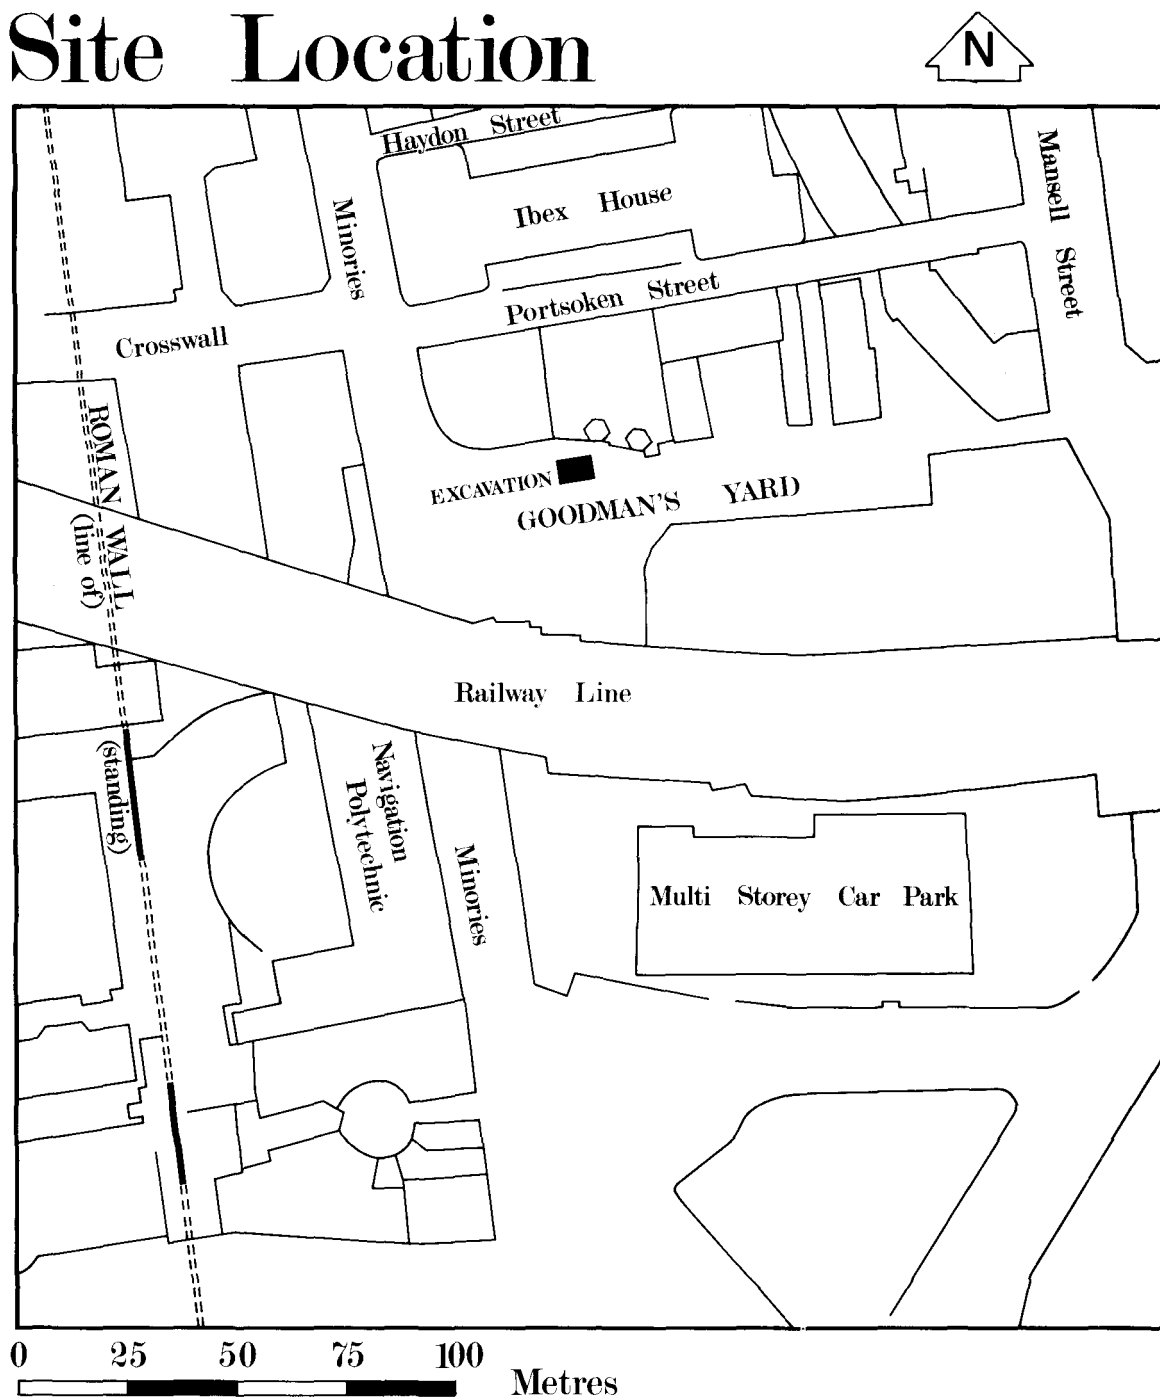 Site Location
N
Haydon Street
Mansell Street
Ibex House
Minories
Portsoken Street
Crosswall
ROMAN WALL
(line of)
EXCAVATION
GOODMAN'S YARD
Railway Line
(standing)
Navigation
Polytechnic
Minories
Multi Storey Car Park
0 25 50 75 100
Metres